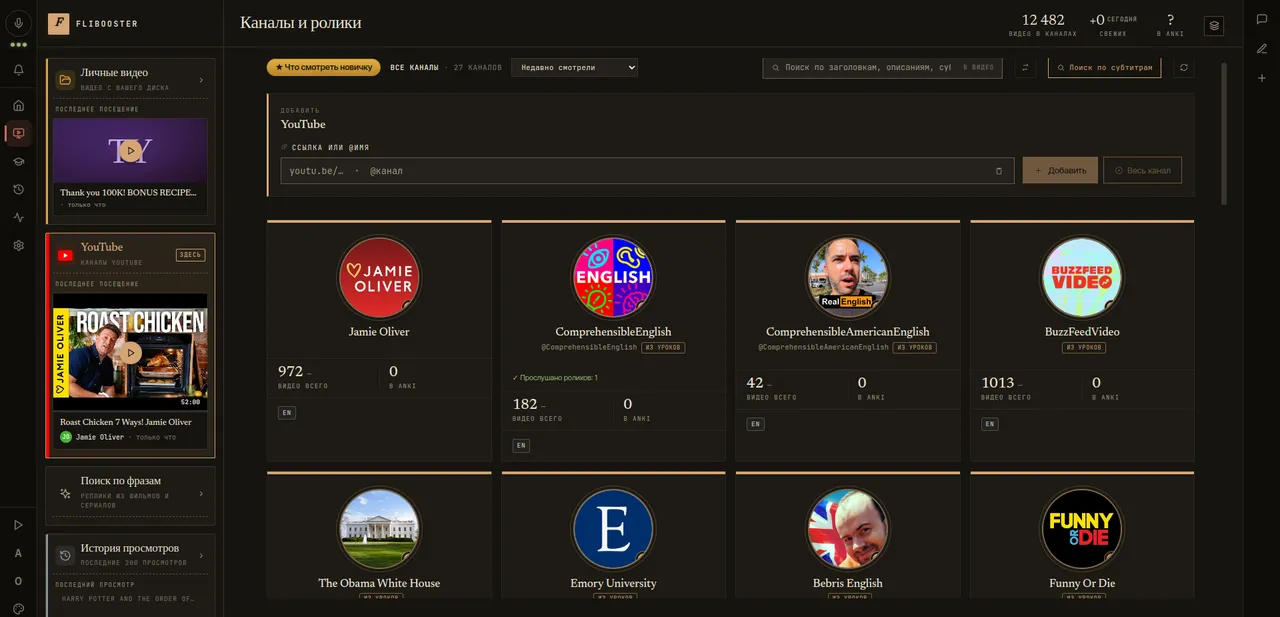 F FLIBOOSTER
Каналы и ролики
12 482
ВИДЕО В КАНАЛАХ
+0 СЕГОДНЯ
СВЕЖИХ
?
В ANKI
Личные видео
ВИДЕО С ВАШЕГО ДИСКА
ПОСЛЕДНЕЕ ПОСЕЩЕНИЕ
TY
Thank you 100K! BONUS RECIPE...
· ТОЛЬКО ЧТО
YouTube
КАНАЛЫ YOUTUBE
ЗДЕСЬ
ПОСЛЕДНЕЕ ПОСЕЩЕНИЕ
JAMIE OLIVER
ROAST CHICKEN
52:00
Roast Chicken 7 Ways! Jamie Oliver
JO Jamie Oliver · ТОЛЬКО ЧТО
Поиск по фразам
РЕПЛИКИ ИЗ ФИЛЬМОВ И
СЕРИАЛОВ
История просмотров
ПОСЛЕДНИЕ 200 ПРОСМОТРОВ
ПОСЛЕДНИЙ ПРОСМОТР
HARRY POTTER AND THE ORDER OF…
A
O
★ Что смотреть новичку
ВСЕ КАНАЛЫ · 27 КАНАЛОВ
Недавно смотрели
Поиск по заголовкам, описаниям, су
В ВИДЕО
Поиск по субтитрам
ДОБАВИТЬ
YouTube
ССЫЛКА ИЛИ @ИМЯ
youtu.be/… · @канал
+ Добавить
Весь канал
JAMIE
OLIVER
Jamie Oliver
972 –
ВИДЕО ВСЕГО
0
В ANKI
EN
ENGLISH
ComprehensibleEnglish
@ComprehensibleEnglish ИЗ УРОКОВ
✓ Прослушано роликов: 1
182 –
ВИДЕО ВСЕГО
0
В ANKI
EN
Real English
ComprehensibleAmericanEnglish
@ComprehensibleAmericanEnglish ИЗ УРОКОВ
42 –
ВИДЕО ВСЕГО
0
В ANKI
EN
BUZZFEED
VIDEO
BuzzFeedVideo
ИЗ УРОКОВ
1013 –
ВИДЕО ВСЕГО
0
В ANKI
EN
The Obama White House
ИЗ УРОКОВ
E
Emory University
ИЗ УРОКОВ
Bebris English
ИЗ УРОКОВ
FUNNY
OR
DIE
Funny Or Die
ИЗ УРОКОВ